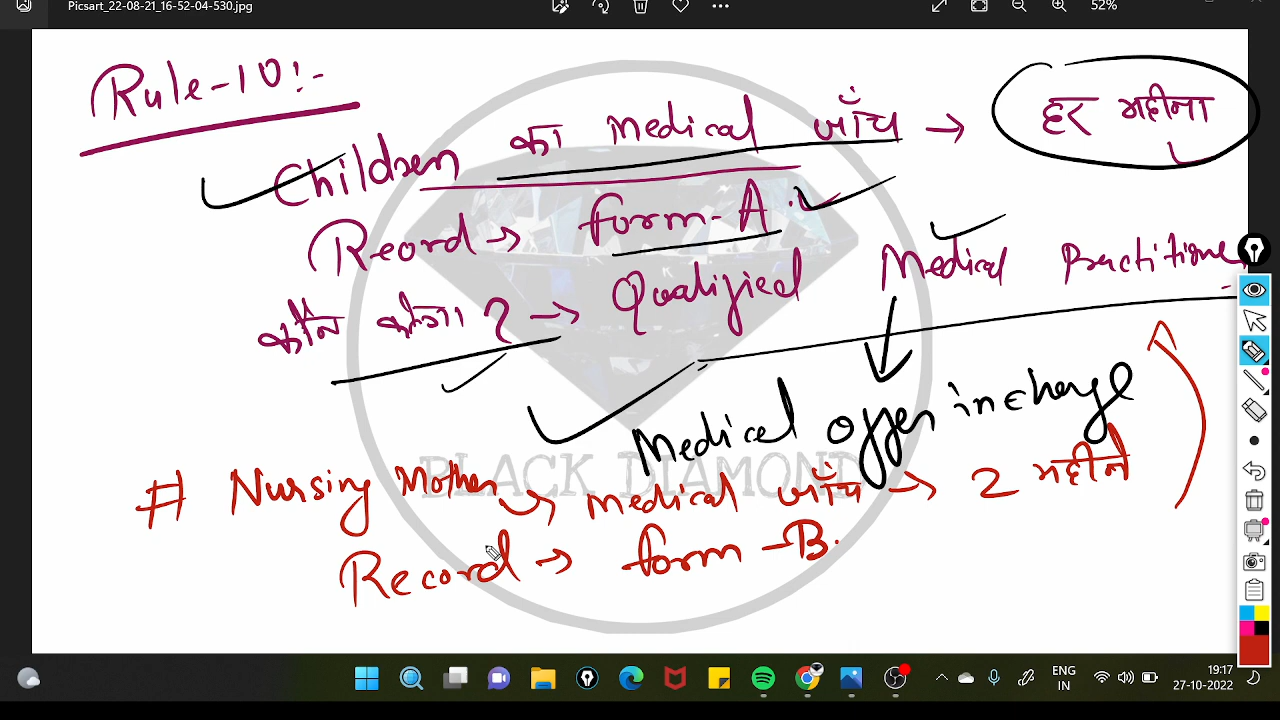 Picsart_22-08-21_16-52-04-530.jpg
52%
Rule-10:-
Children का medical जाँच → हर महीना
Record → form-A.
कौन करेगा ? → Qualified Medical Practitioner
Medical officer incharge
BLACK DIAMOND
# Nursing Mother → medical जाँच → 2 महीने
Record → form-B.
ENG
IN
19:17
27-10-2022